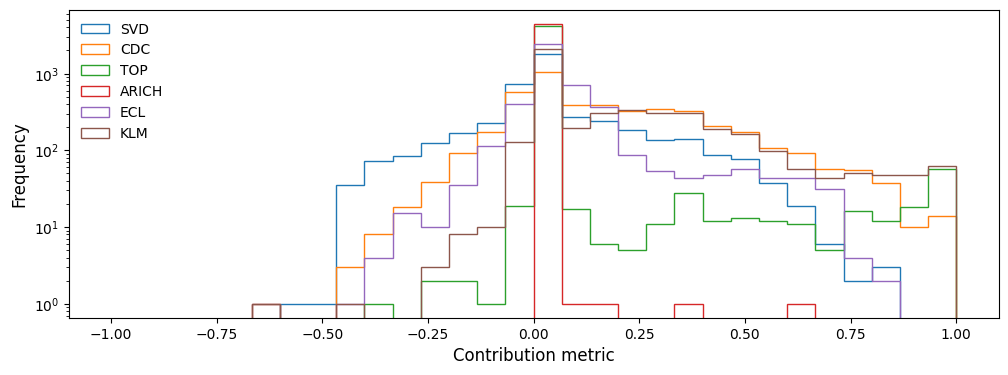 SVD
CDC
TOP
ARICH
ECL
KLM
Frequency
10³
10²
10¹
10⁰
−1.00 −0.75 −0.50 −0.25 0.00 0.25 0.50 0.75 1.00
Contribution metric